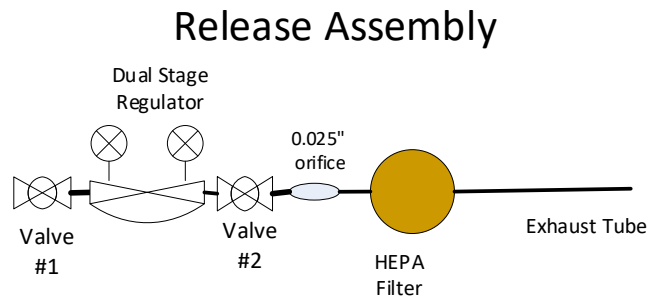 Release Assembly
Dual Stage
Regulator
0.025"
orifice
Valve
#1
Valve
#2
HEPA
Filter
Exhaust Tube